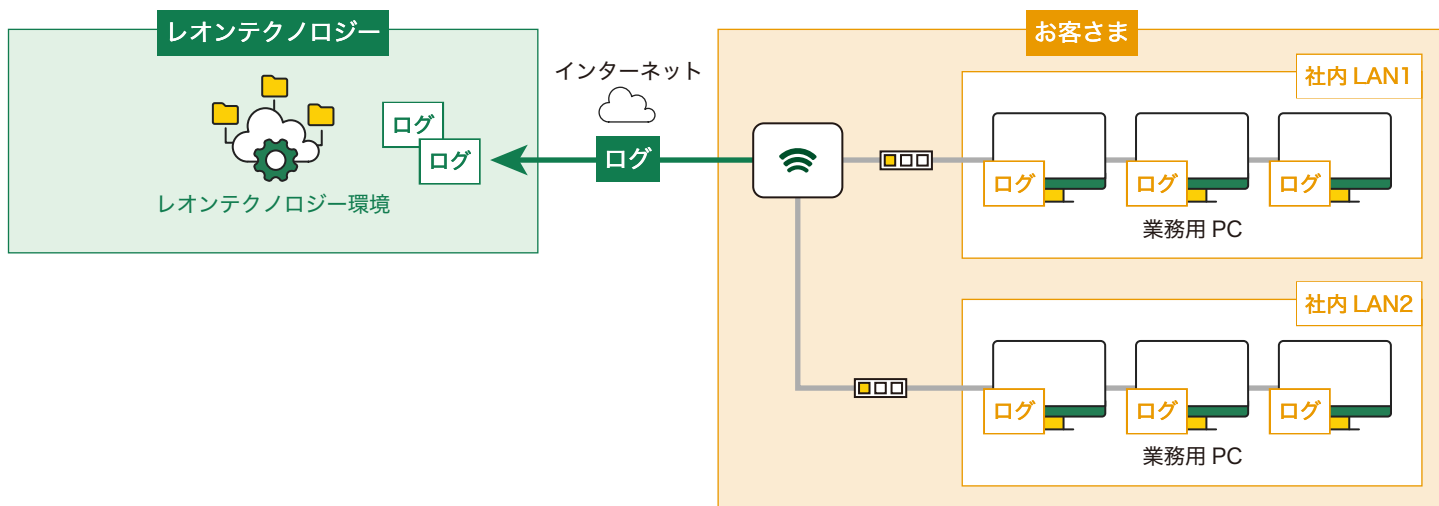 レオンテクノロジー
ログ
ログ
レオンテクノロジー環境
インターネット
ログ
お客さま
社内 LAN1
ログ
ログ
ログ
業務用 PC
社内 LAN2
ログ
ログ
ログ
業務用 PC